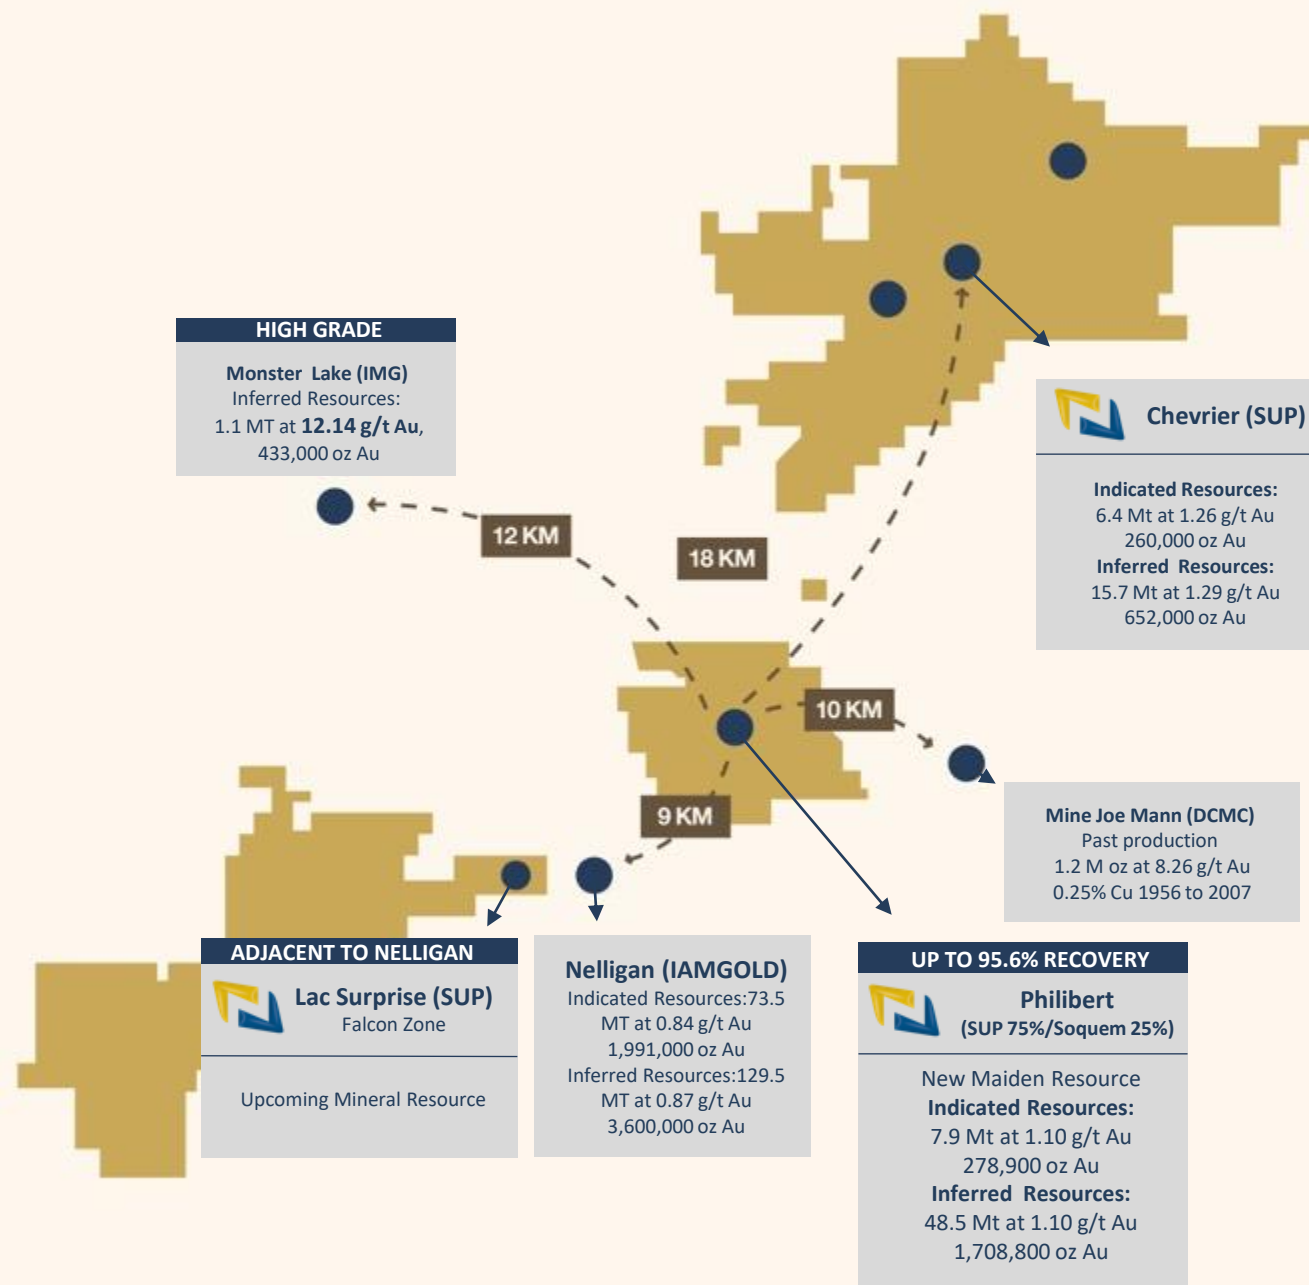 HIGH GRADE
Monster Lake (IMG)
Inferred Resources:
1.1 MT at 12.14 g/t Au,
433,000 oz Au
12 KM
18 KM
Chevrier (SUP)
Indicated Resources:
6.4 Mt at 1.26 g/t Au
260,000 oz Au
Inferred Resources:
15.7 Mt at 1.29 g/t Au
652,000 oz Au
10 KM
9 KM
Mine Joe Mann (DCMC)
Past production
1.2 M oz at 8.26 g/t Au
0.25% Cu 1956 to 2007
ADJACENT TO NELLIGAN
Lac Surprise (SUP)
Falcon Zone
Upcoming Mineral Resource
Nelligan (IAMGOLD)
Indicated Resources:73.5
MT at 0.84 g/t Au
1,991,000 oz Au
Inferred Resources:129.5
MT at 0.87 g/t Au
3,600,000 oz Au
UP TO 95.6% RECOVERY
Philibert
(SUP 75%/Soquem 25%)
New Maiden Resource
Indicated Resources:
7.9 Mt at 1.10 g/t Au
278,900 oz Au
Inferred Resources:
48.5 Mt at 1.10 g/t Au
1,708,800 oz Au